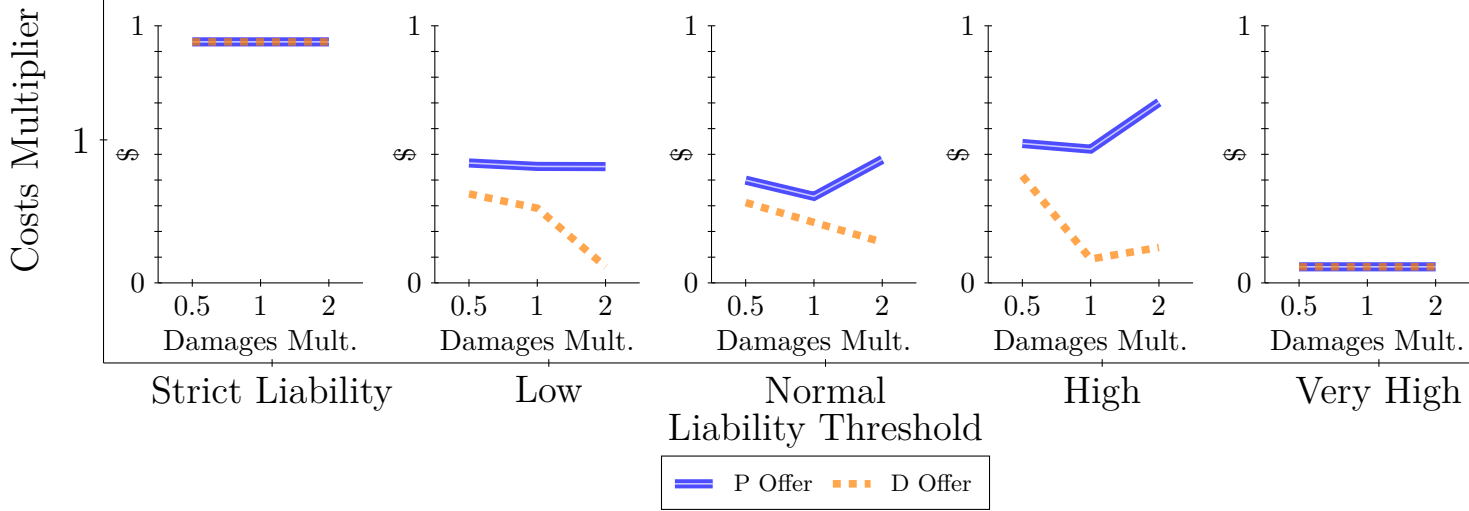 Costs Multiplier
1
1
$
0
0.5 1 2
Damages Mult.
1
$
0
0.5 1 2
Damages Mult.
1
$
0
0.5 1 2
Damages Mult.
1
$
0
0.5 1 2
Damages Mult.
1
$
0
0.5 1 2
Damages Mult.
Strict Liability Low Normal High Very High
Liability Threshold
P Offer D Offer